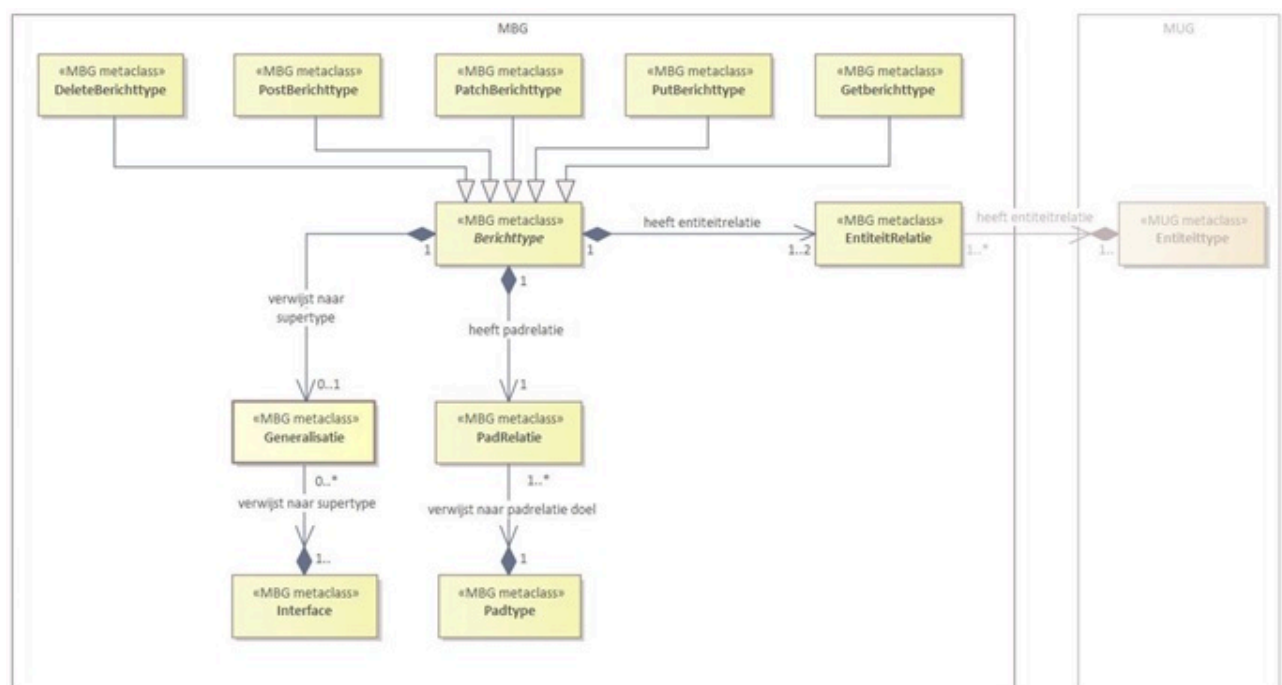 MBG
MUG
«MBG metaclass»
DeleteBerichttype
«MBG metaclass»
PostBerichttype
«MBG metaclass»
PatchBerichttype
«MBG metaclass»
PutBerichttype
«MBG metaclass»
Getberichttype
«MBG metaclass»
Berichttype
1
1
1
heeft entiteitrelatie
1..2
«MBG metaclass»
EntiteitRelatie
heeft entiteitrelatie
1..*
1..
«MUG metaclass»
Entiteittype
verwijst naar
supertype
0..1
heeft padrelatie
1
«MBG metaclass»
Generalisatie
«MBG metaclass»
PadRelatie
0..*
verwijst naar supertype
1..
1..*
verwijst naar padrelatie doel
1
«MBG metaclass»
Interface
«MBG metaclass»
Padtype